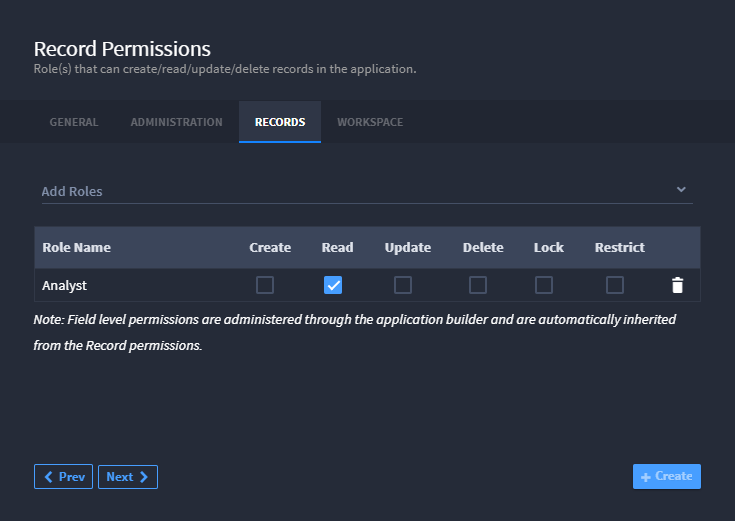 Record Permissions
Role(s) that can create/read/update/delete records in the application.
GENERAL ADMINISTRATION RECORDS WORKSPACE
Add Roles
Role Name Create Read Update Delete Lock Restrict
Analyst
Note: Field level permissions are administered through the application builder and are automatically inherited
from the Record permissions.
Prev Next + Create